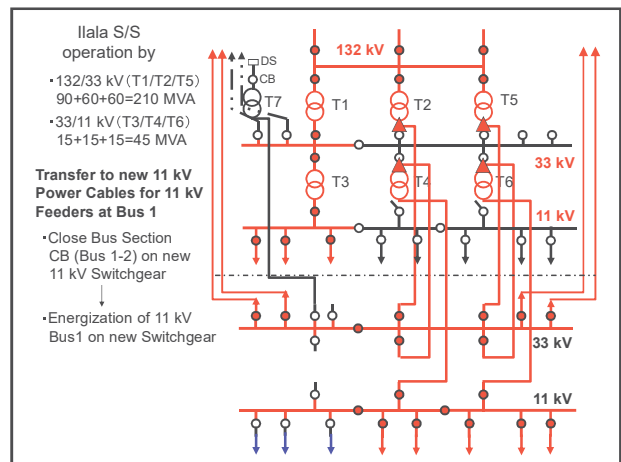 Ilala S/S
operation by
・132/33 kV(T1/T2/T5)
90+60+60=210 MVA
・33/11 kV(T3/T4/T6)
15+15+15=45 MVA
Transfer to new 11 kV
Power Cables for 11 kV
Feeders at Bus 1
・Close Bus Section
CB (Bus 1-2) on new
11 kV Switchgear
・Energization of 11 kV
Bus1 on new Switchgear
DS
CB
T7
132 kV
T1
T2
T5
33 kV
T3
T4
T6
11 kV
33 kV
11 kV